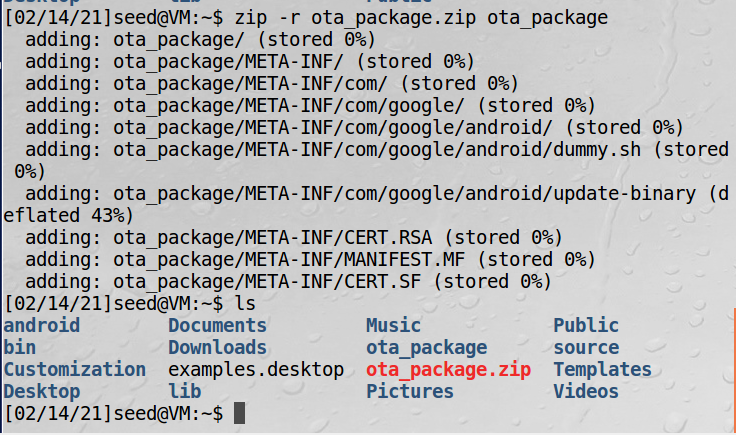 [02/14/21]seed@VM:~$ zip -r ota_package.zip ota_package
  adding: ota_package/ (stored 0%)
  adding: ota_package/META-INF/ (stored 0%)
  adding: ota_package/META-INF/com/ (stored 0%)
  adding: ota_package/META-INF/com/google/ (stored 0%)
  adding: ota_package/META-INF/com/google/android/ (stored 0%)
  adding: ota_package/META-INF/com/google/android/dummy.sh (stored
 0%)
  adding: ota_package/META-INF/com/google/android/update-binary (d
eflated 43%)
  adding: ota_package/META-INF/CERT.RSA (stored 0%)
  adding: ota_package/META-INF/MANIFEST.MF (stored 0%)
  adding: ota_package/META-INF/CERT.SF (stored 0%)
[02/14/21]seed@VM:~$ ls
android        Documents         Music            Public
bin            Downloads         ota_package      source
Customization  examples.desktop  ota_package.zip  Templates
Desktop        lib               Pictures         Videos
[02/14/21]seed@VM:~$